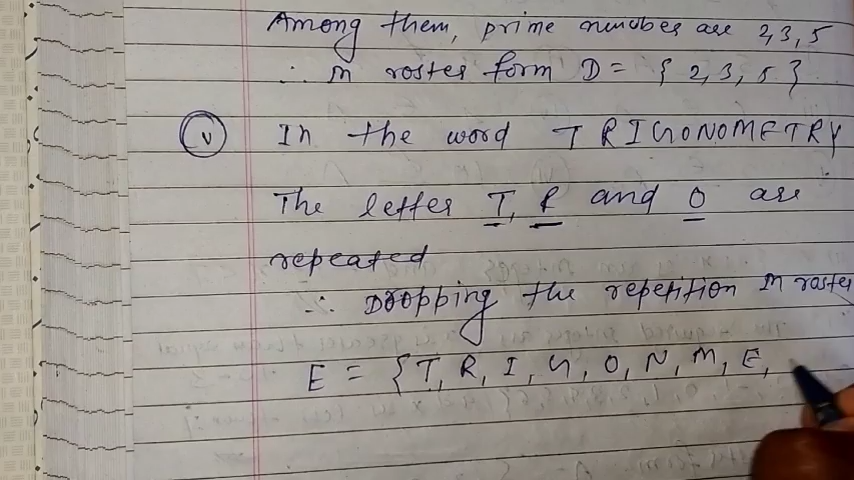 Among them, prime numbers are 2,3,5
∴ In roster form D = { 2, 3, 5 }
(v) In the word TRIGONOMETRY
The letter T, R and O are
repeated
∴ Dropping the repetition In roster
E = { T, R, I, G, O, N, M, E,